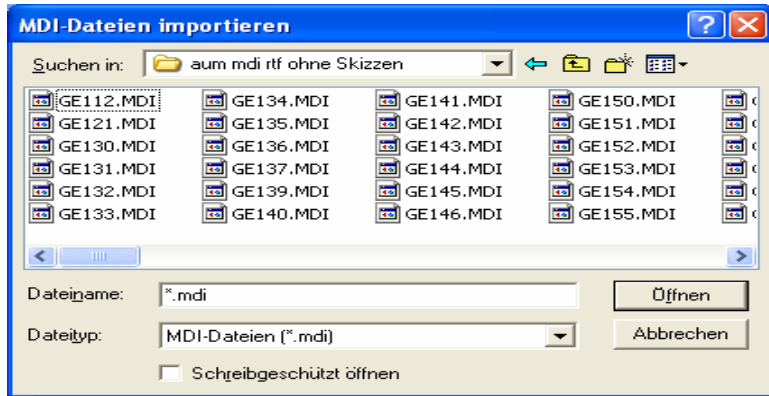 MDI-Dateien importieren
Suchen in: aum mdi rtf ohne Skizzen
GE112.MDI GE134.MDI GE141.MDI GE150.MDI
GE121.MDI GE135.MDI GE142.MDI GE151.MDI
GE130.MDI GE136.MDI GE143.MDI GE152.MDI
GE131.MDI GE137.MDI GE144.MDI GE153.MDI
GE132.MDI GE139.MDI GE145.MDI GE154.MDI
GE133.MDI GE140.MDI GE146.MDI GE155.MDI
Dateiname: *.mdi Öffnen
Dateityp: MDI-Dateien (*.mdi) Abbrechen
Schreibgeschützt öffnen